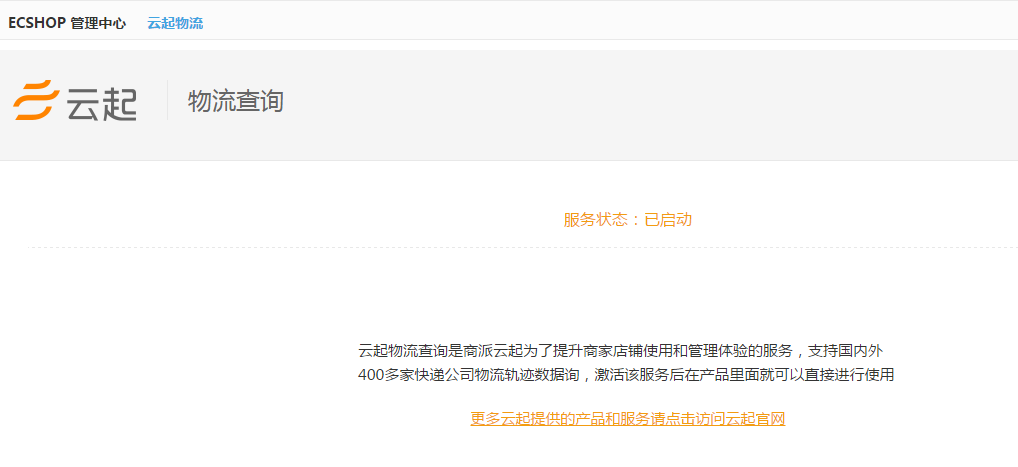 ECSHOP 管理中心 云起物流
云起 物流查询
服务状态：已启动
云起物流查询是商派云起为了提升商家店铺使用和管理体验的服务，支持国内外
400多家快递公司物流轨迹数据询，激活该服务后在产品里面就可以直接进行使用
更多云起提供的产品和服务请点击访问云起官网